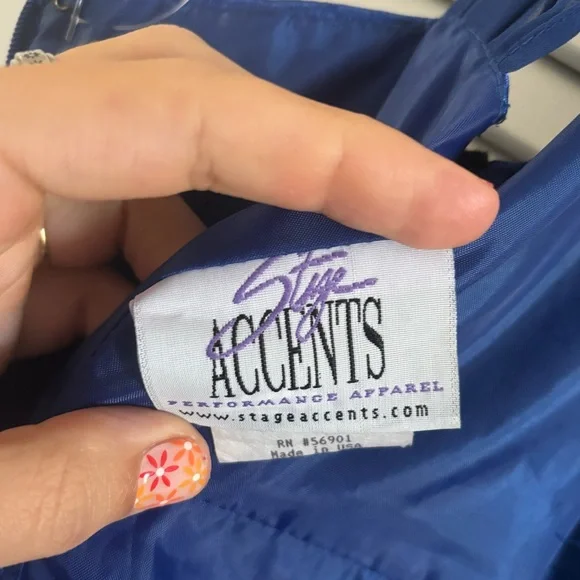 Stage
ACCENTS
PERFORMANCE APPAREL
www.stageaccents.com
RN #56901
Made in USA